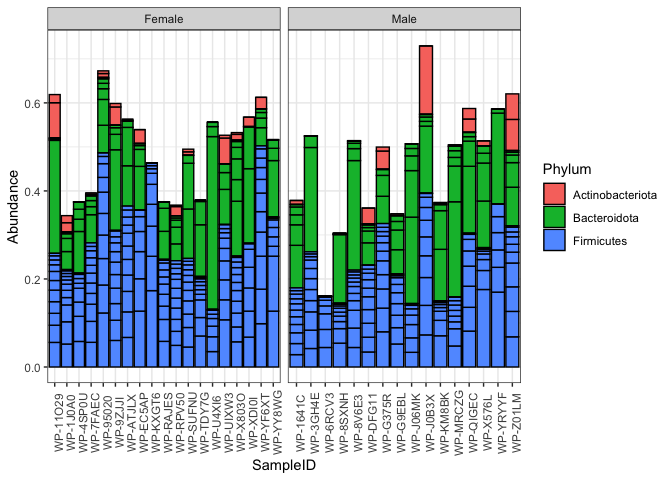 Female
Male
0.6
0.4
0.2
0.0
Abundance
WP-11O29
WP-1J0A0
WP-4SP0U
WP-7FAEC
WP-95020
WP-9ZJJI
WP-ATJLX
WP-EC5AP
WP-KXGT6
WP-RAJES
WP-RPV50
WP-SUFNU
WP-TDY7G
WP-U4XI6
WP-UIXW3
WP-X803O
WP-XDI0I
WP-YF6XT
WP-YY8WG
WP-1641C
WP-3GH4E
WP-6RCV3
WP-8SXNH
WP-8V6E3
WP-DFG11
WP-G375R
WP-G9EBL
WP-J06MK
WP-J0B3X
WP-KM8BK
WP-MRCZG
WP-QIGEC
WP-X576L
WP-YRYYF
WP-Z01LM
SampleID
Phylum
Actinobacteriota
Bacteroidota
Firmicutes